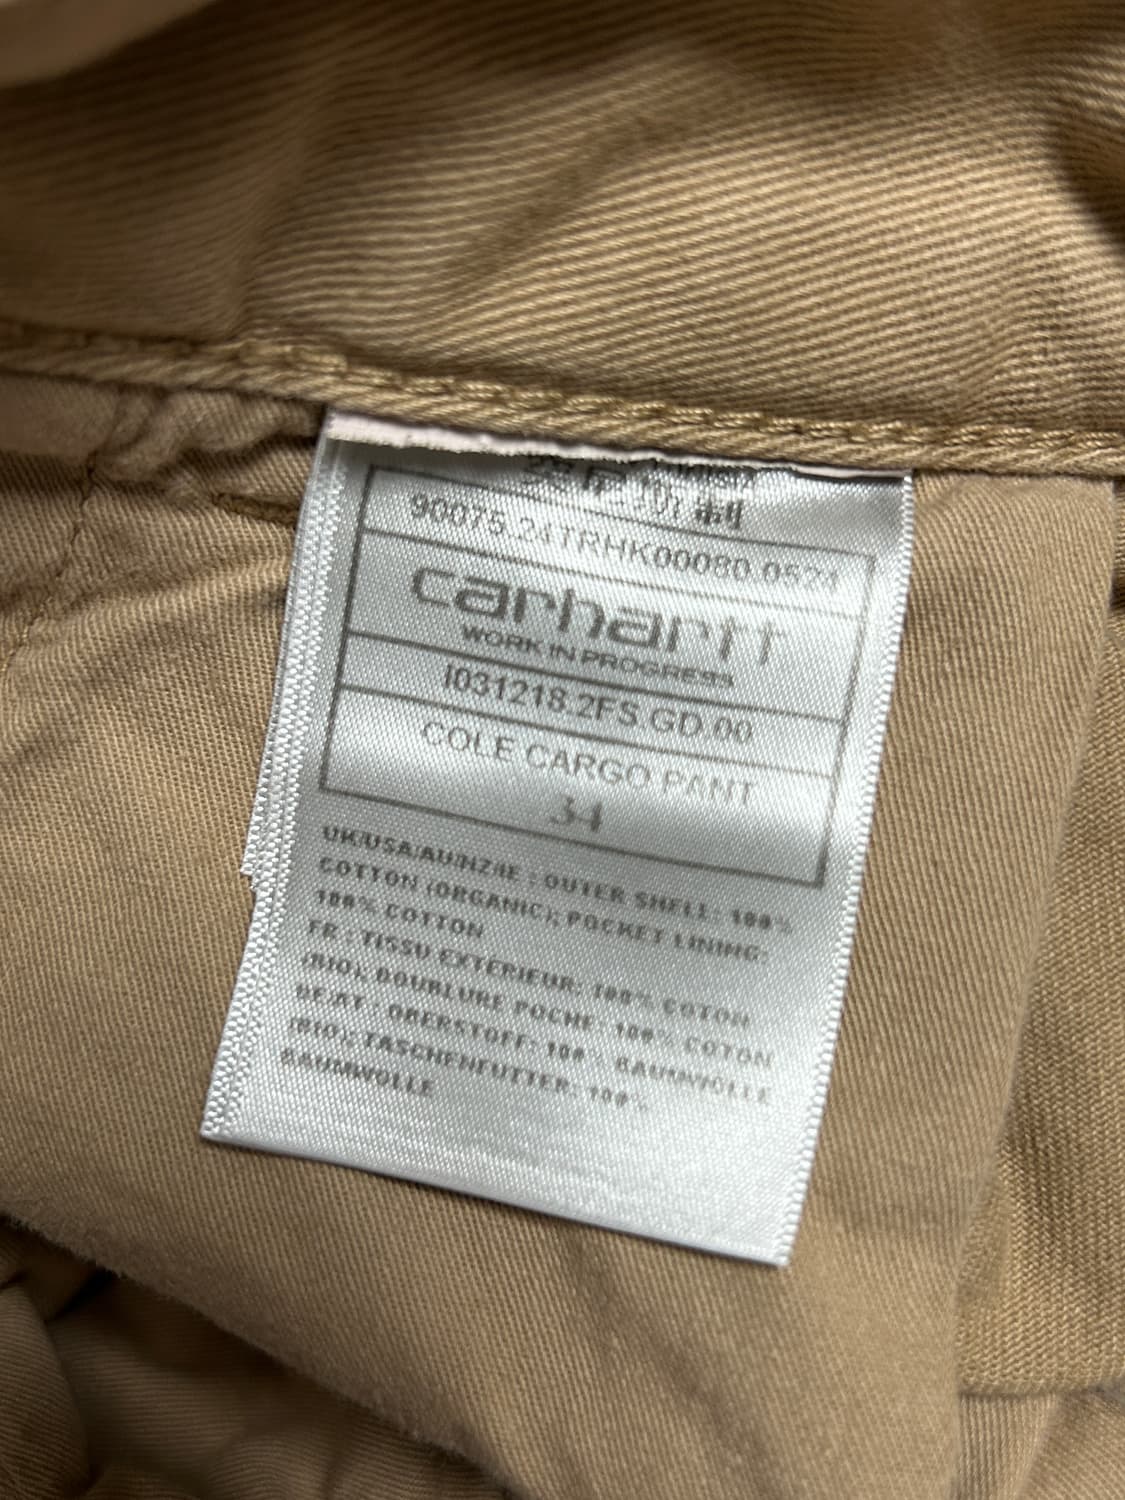 制
90075.24TRHK00080.0524
carhartt
WORK IN PROGRESS
I031218.2FS.GD.00
COLE CARGO PANT
34
UK/USA/AU/NZ/IE : OUTER SHELL: 100%
COTTON (ORGANIC); POCKET LINING:
100% COTTON
FR : TISSU EXTERIEUR: 100% COTON
(BIO); DOUBLURE POCHE: 100% COTON
DE/AT : OBERSTOFF: 100% BAUMWOLLE
(BIO); TASCHENFUTTER: 100%
BAUMWOLLE